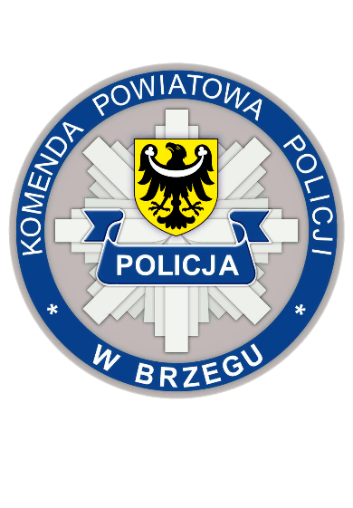 KOMENDA POWIATOWA POLICJI
POLICJA
* W BRZEGU *